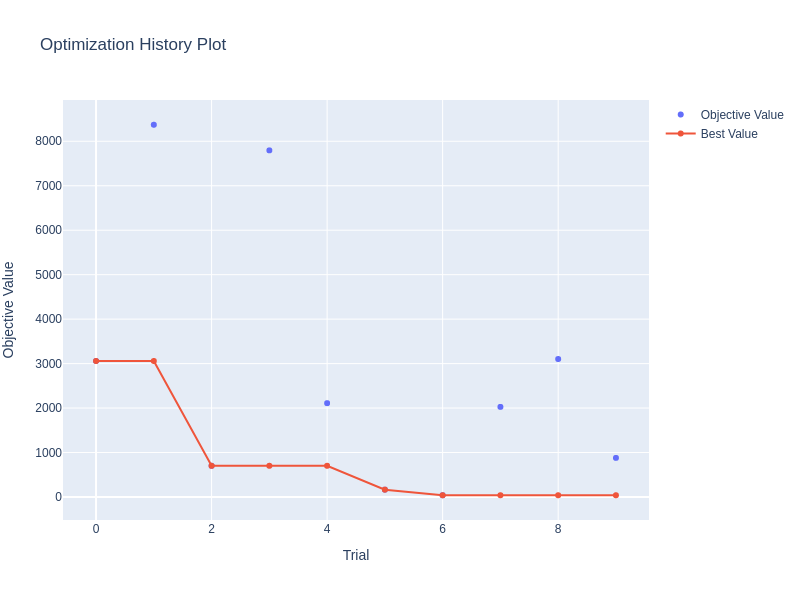 Optimization History Plot
Objective Value
Best Value
8000
7000
6000
5000
4000
3000
2000
1000
0
Objective Value
0 2 4 6 8
Trial